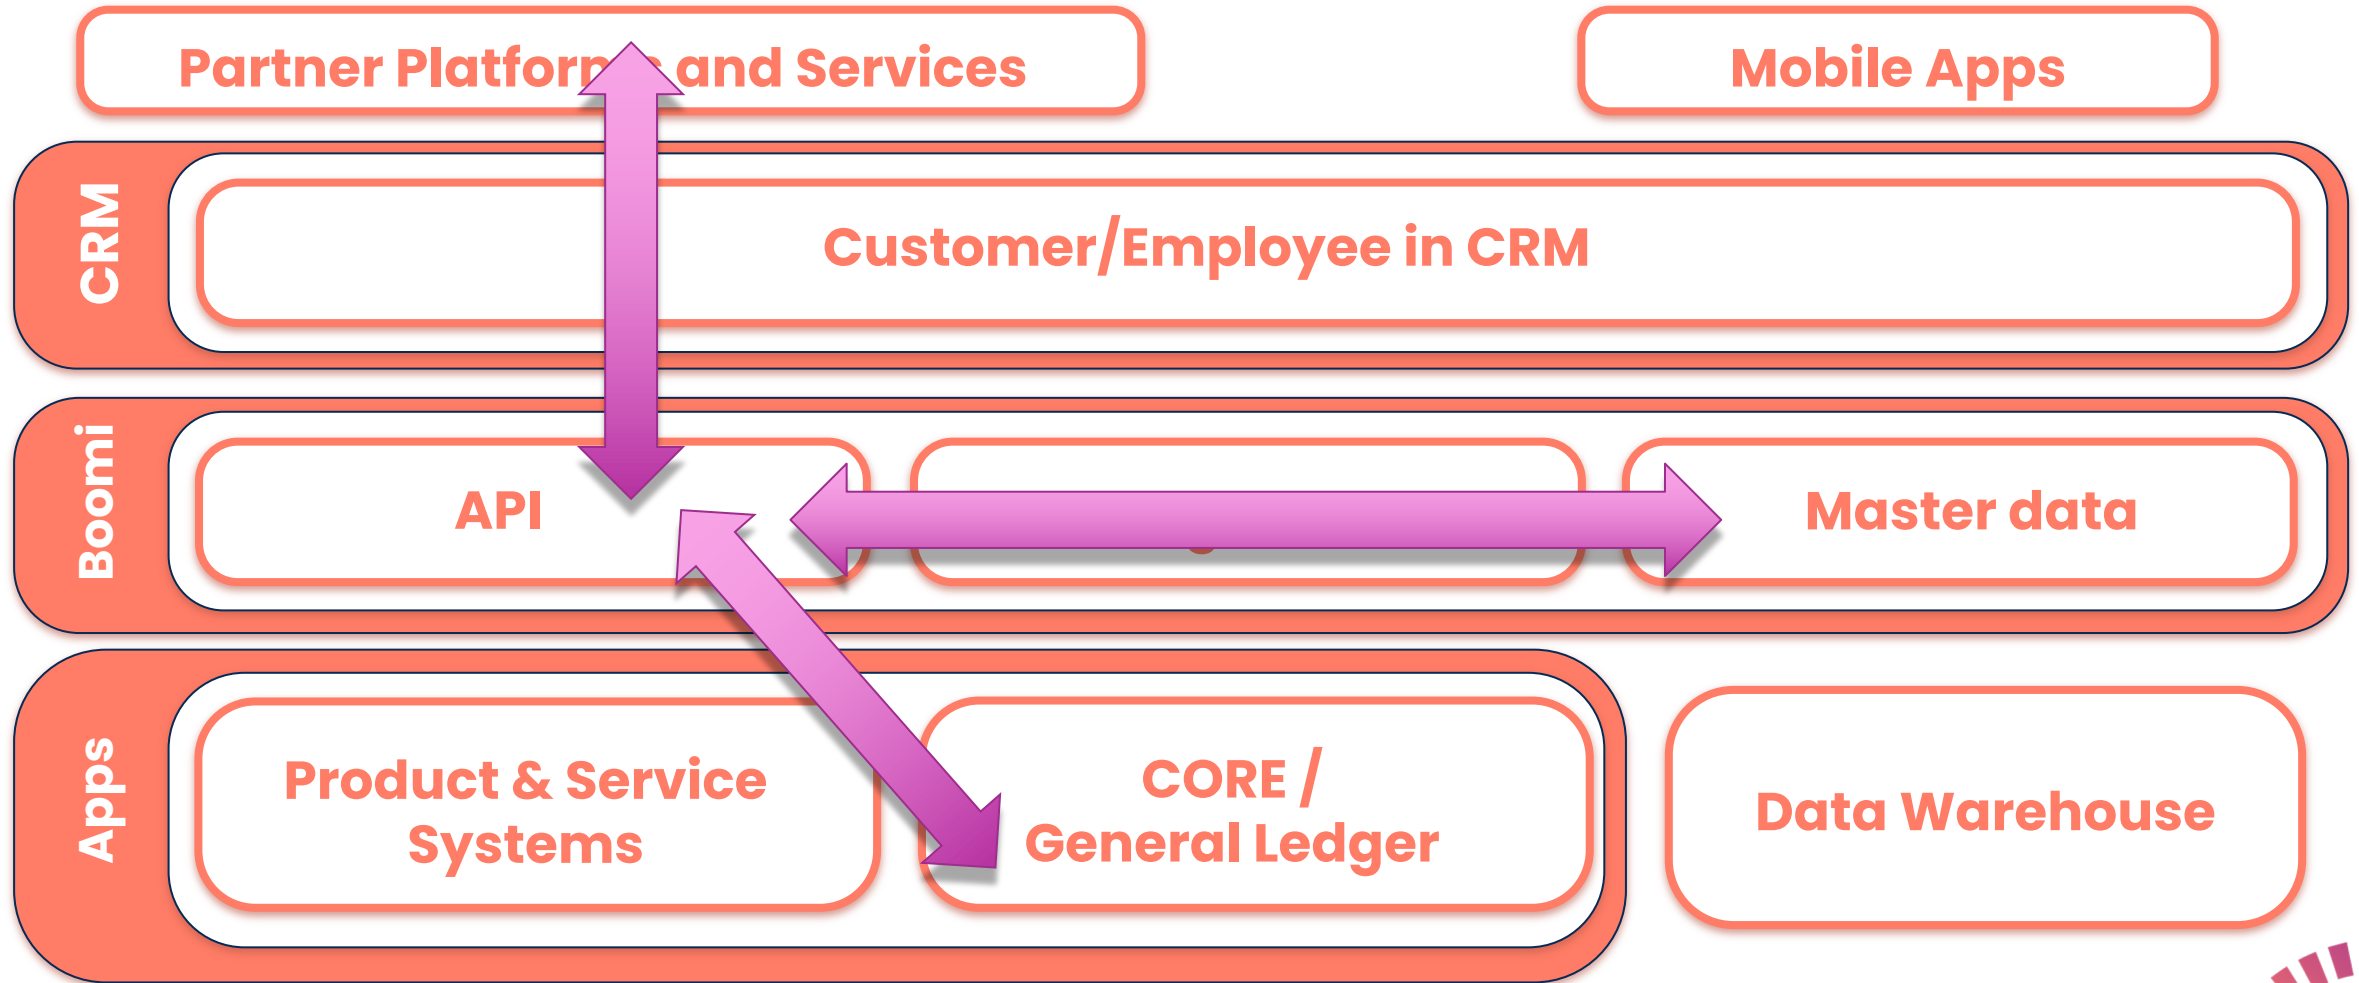 Partner Platforms and Services
Mobile Apps
CRM
Customer/Employee in CRM
Boomi
API
Master data
Apps
Product & Service
Systems
CORE /
General Ledger
Data Warehouse